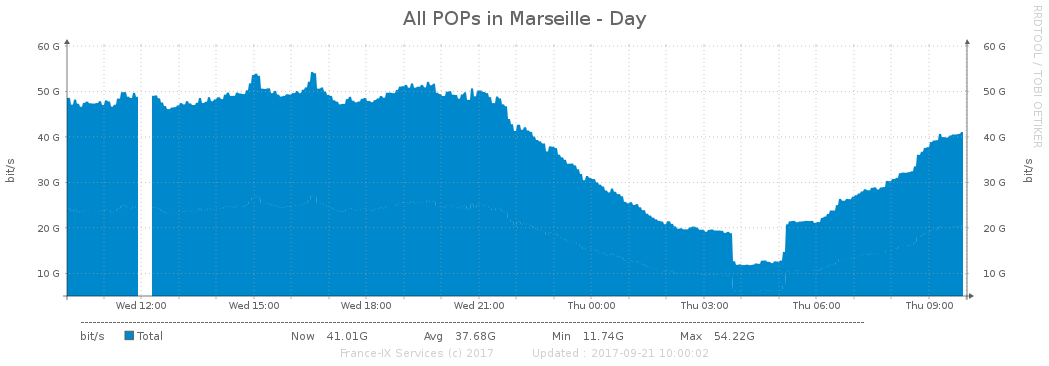 All POPs in Marseille - Day
RRDTOOL / TOBI OETIKER
60 G 60 G
50 G 50 G
40 G 40 G
30 G 30 G
20 G 20 G
10 G 10 G
bit/s bit/s
Wed 12:00 Wed 15:00 Wed 18:00 Wed 21:00 Thu 00:00 Thu 03:00 Thu 06:00 Thu 09:00
bit/s Total Now 41.01G Avg 37.68G Min 11.74G Max 54.22G
France-IX Services (c) 2017 Updated : 2017-09-21 10:00:02